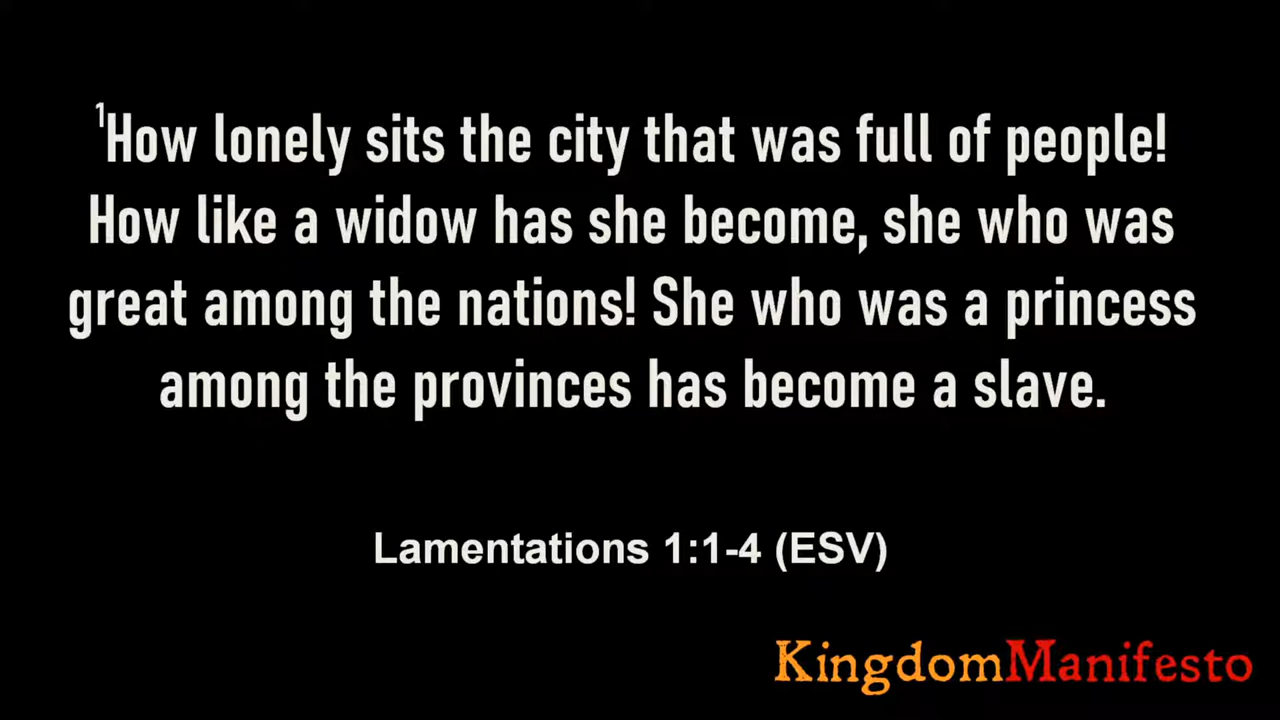 ¹How lonely sits the city that was full of people!
How like a widow has she become, she who was
great among the nations! She who was a princess
among the provinces has become a slave.
Lamentations 1:1-4 (ESV)
KingdomManifesto